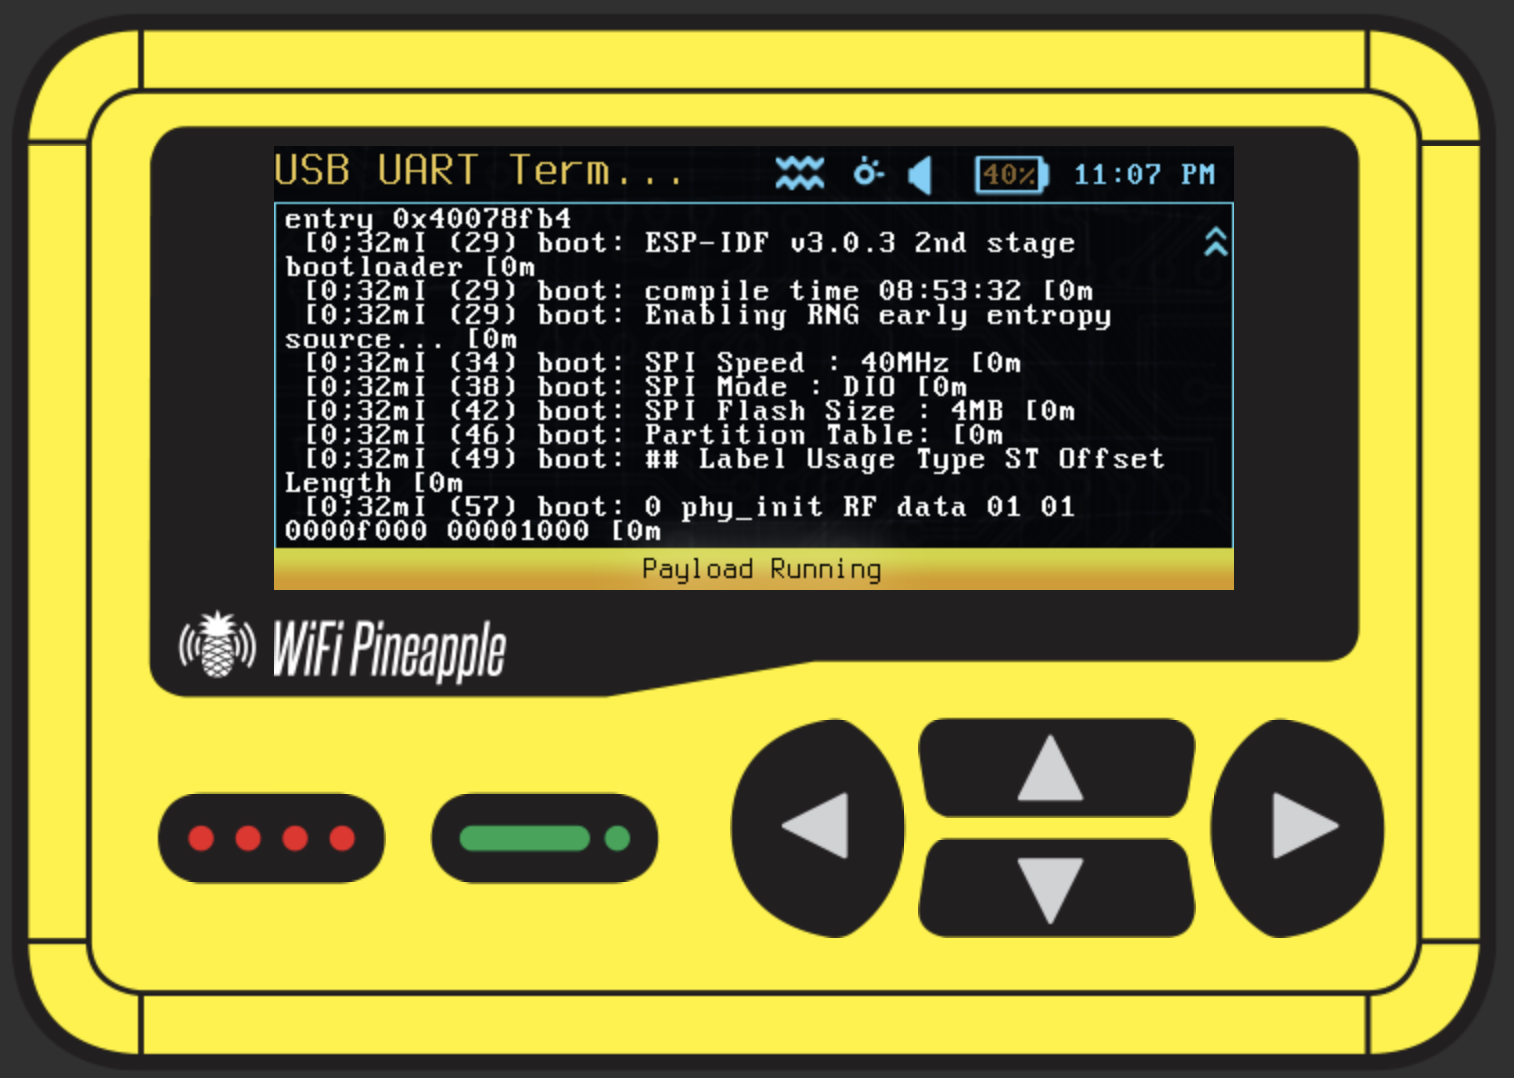 USB UART Term...
40%
11:07 PM
entry 0x40078fb4
[0;32mI (29) boot: ESP-IDF v3.0.3 2nd stage
bootloader [0m
[0;32mI (29) boot: compile time 08:53:32 [0m
[0;32mI (29) boot: Enabling RNG early entropy
source... [0m
[0;32mI (34) boot: SPI Speed : 40MHz [0m
[0;32mI (38) boot: SPI Mode : DIO [0m
[0;32mI (42) boot: SPI Flash Size : 4MB [0m
[0;32mI (46) boot: Partition Table: [0m
[0;32mI (49) boot: ## Label Usage Type ST Offset
Length [0m
[0;32mI (57) boot: 0 phy_init RF data 01 01
0000f000 00001000 [0m
Payload Running
WiFi Pineapple